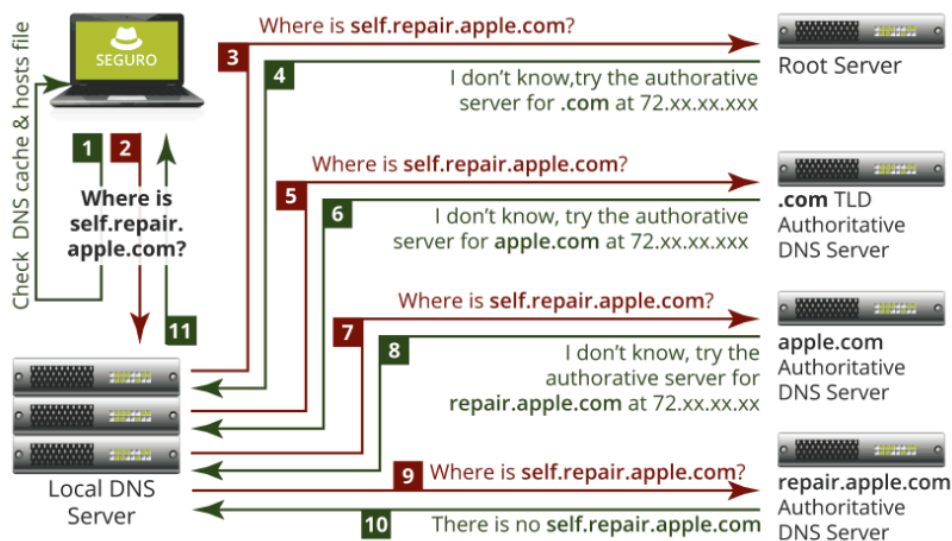 SEGURO
Check DNS cache & hosts file
1
2
Where is
self.repair.
apple.com?
11
Local DNS
Server
3
Where is self.repair.apple.com?
4
I don't know,try the authorative
server for .com at 72.xx.xx.xxx
Root Server
5
Where is self.repair.apple.com?
6
I don't know, try the authorative
server for apple.com at 72.xx.xx.xxx
.com TLD
Authoritative
DNS Server
7
Where is self.repair.apple.com?
8
I don't know, try the
authorative server for
repair.apple.com at 72.xx.xx.xx
apple.com
Authoritative
DNS Server
9
Where is self.repair.apple.com?
10
There is no self.repair.apple.com
repair.apple.com
Authoritative
DNS Server